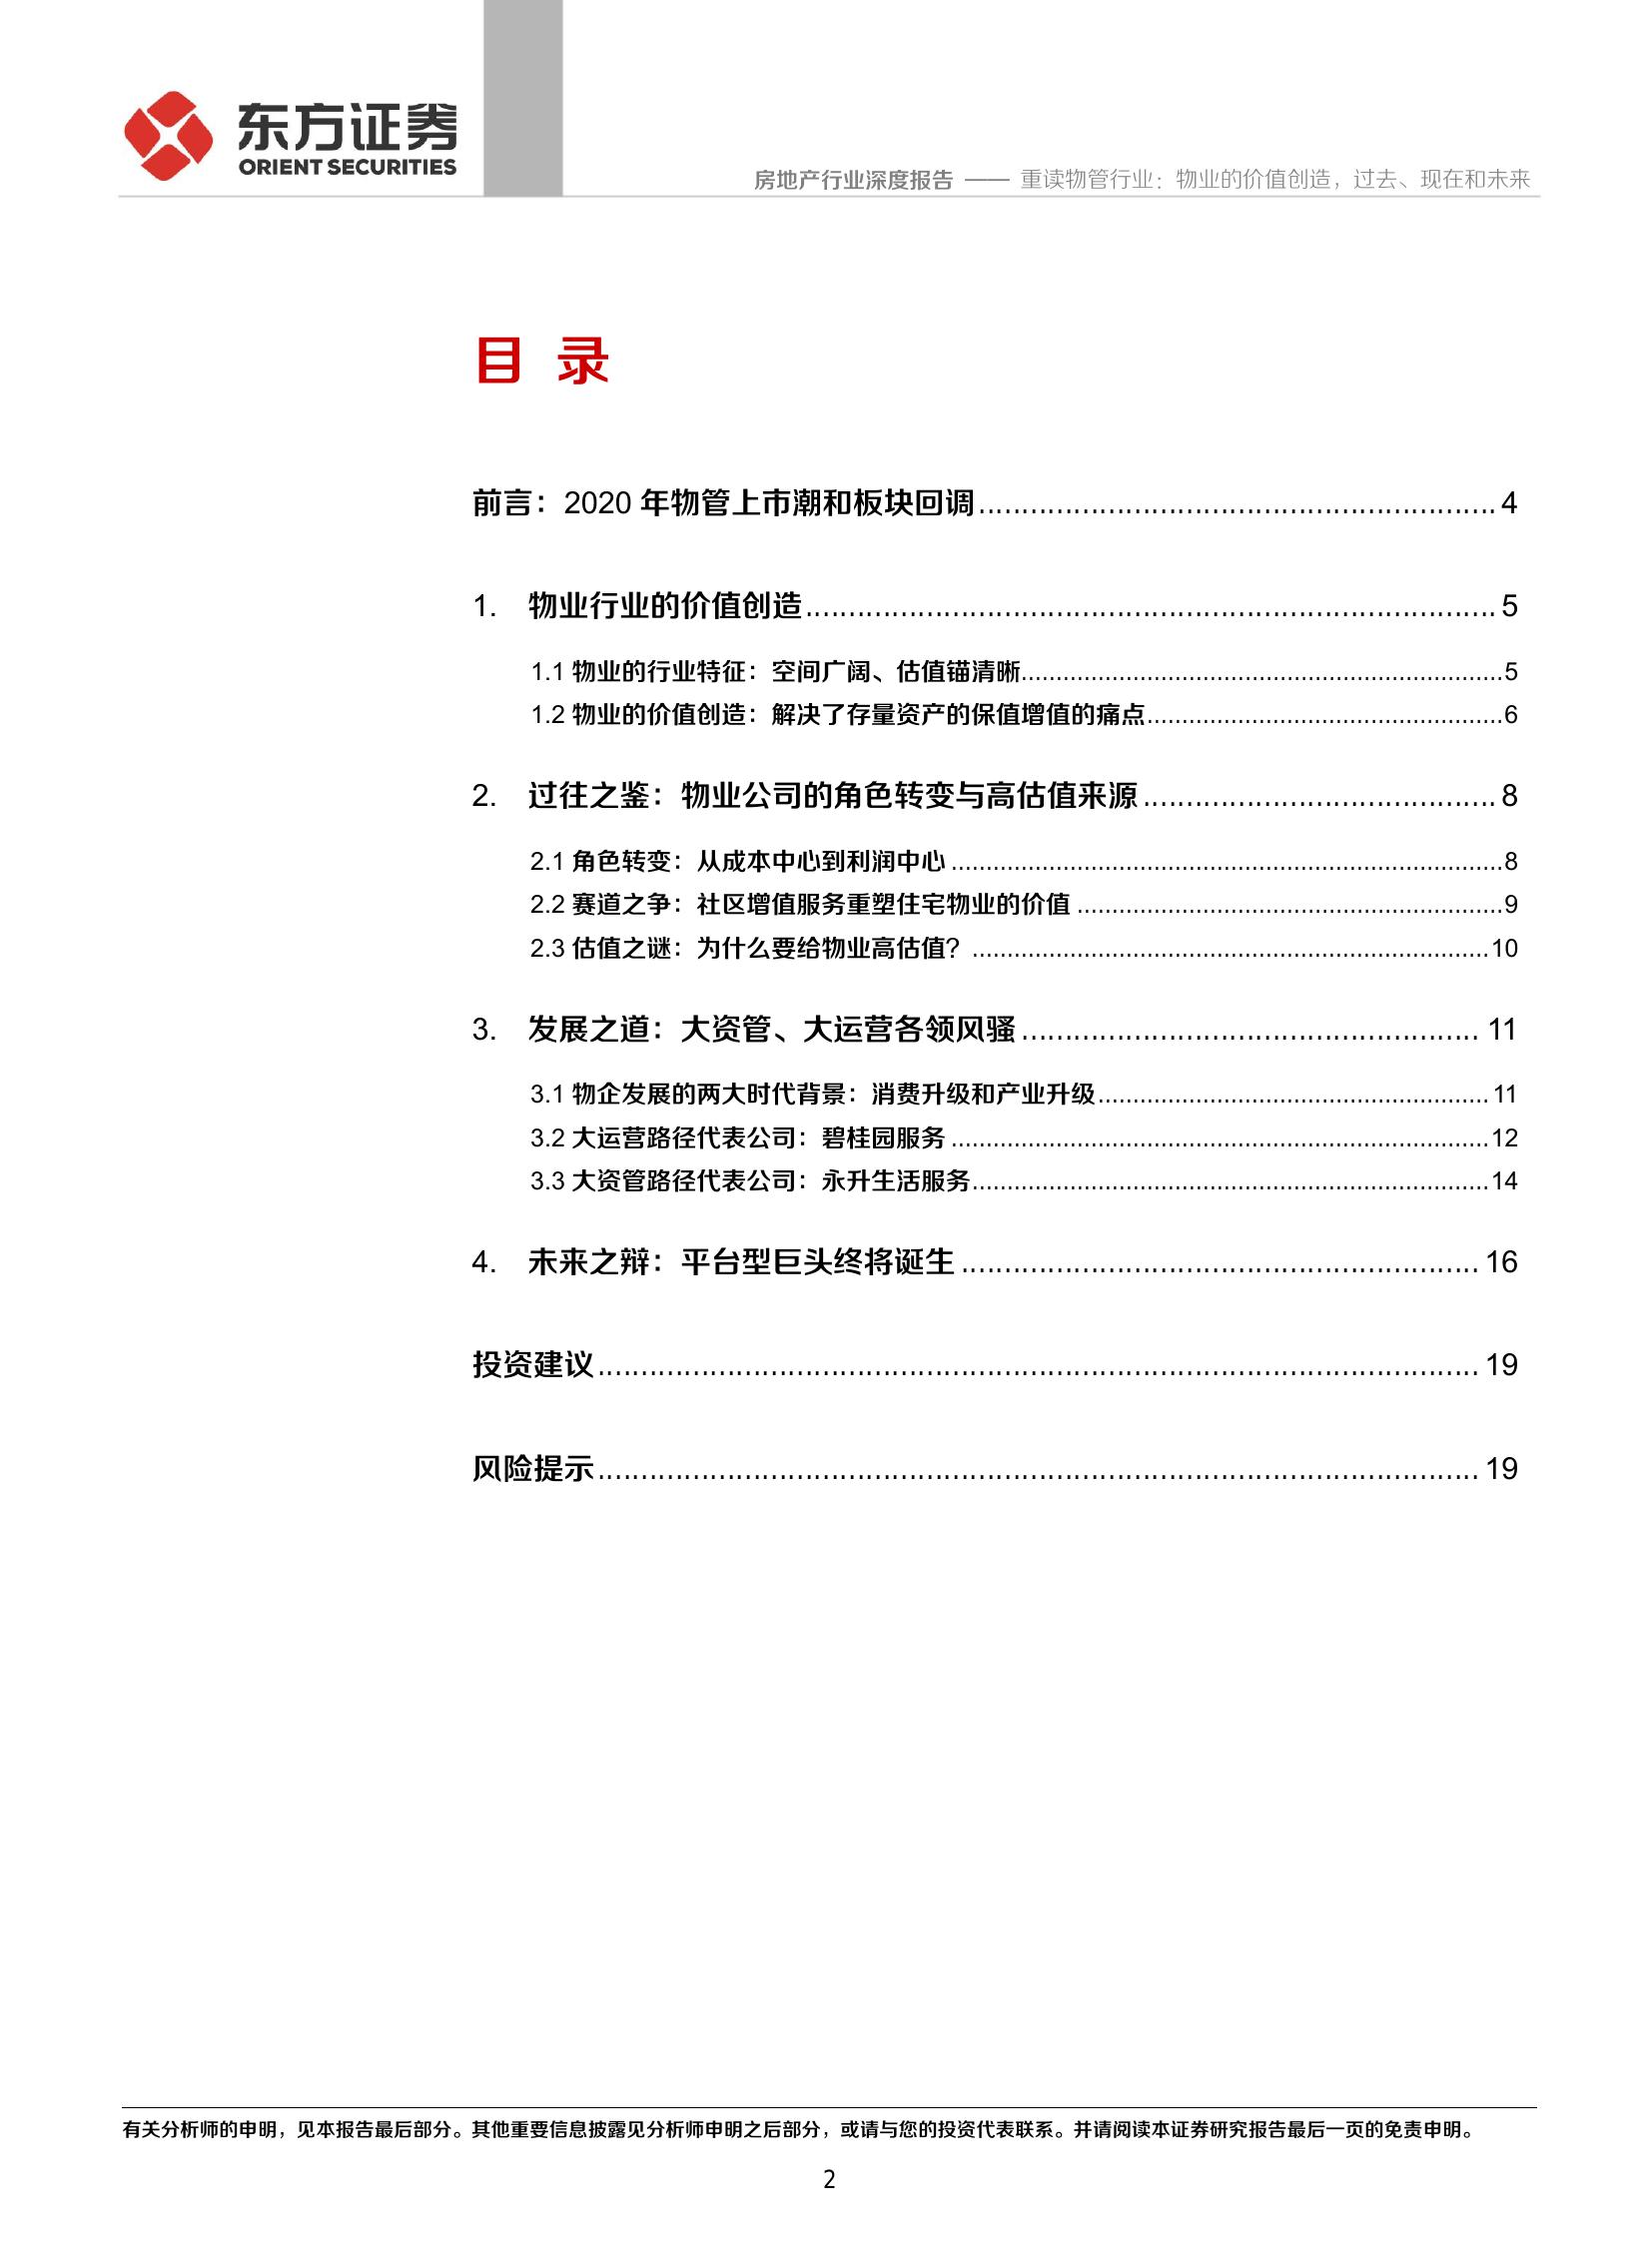 东方证券
ORIENT SECURITIES
房地产行业深度报告 —— 重读物管行业：物业的价值创造，过去、现在和未来
目 录
前言：2020 年物管上市潮和板块回调 4
1. 物业行业的价值创造 5
1.1 物业的行业特征：空间广阔、估值锚清晰 5
1.2 物业的价值创造：解决了存量资产的保值增值的痛点 6
2. 过往之鉴：物业公司的角色转变与高估值来源 8
2.1 角色转变：从成本中心到利润中心 8
2.2 赛道之争：社区增值服务重塑住宅物业的价值 9
2.3 估值之谜：为什么要给物业高估值？ 10
3. 发展之道：大资管、大运营各领风骚 11
3.1 物企发展的两大时代背景：消费升级和产业升级 11
3.2 大运营路径代表公司：碧桂园服务 12
3.3 大资管路径代表公司：永升生活服务 14
4. 未来之辩：平台型巨头终将诞生 16
投资建议 19
风险提示 19
有关分析师的申明，见本报告最后部分。其他重要信息披露见分析师申明之后部分，或请与您的投资代表联系。并请阅读本证券研究报告最后一页的免责申明。
2